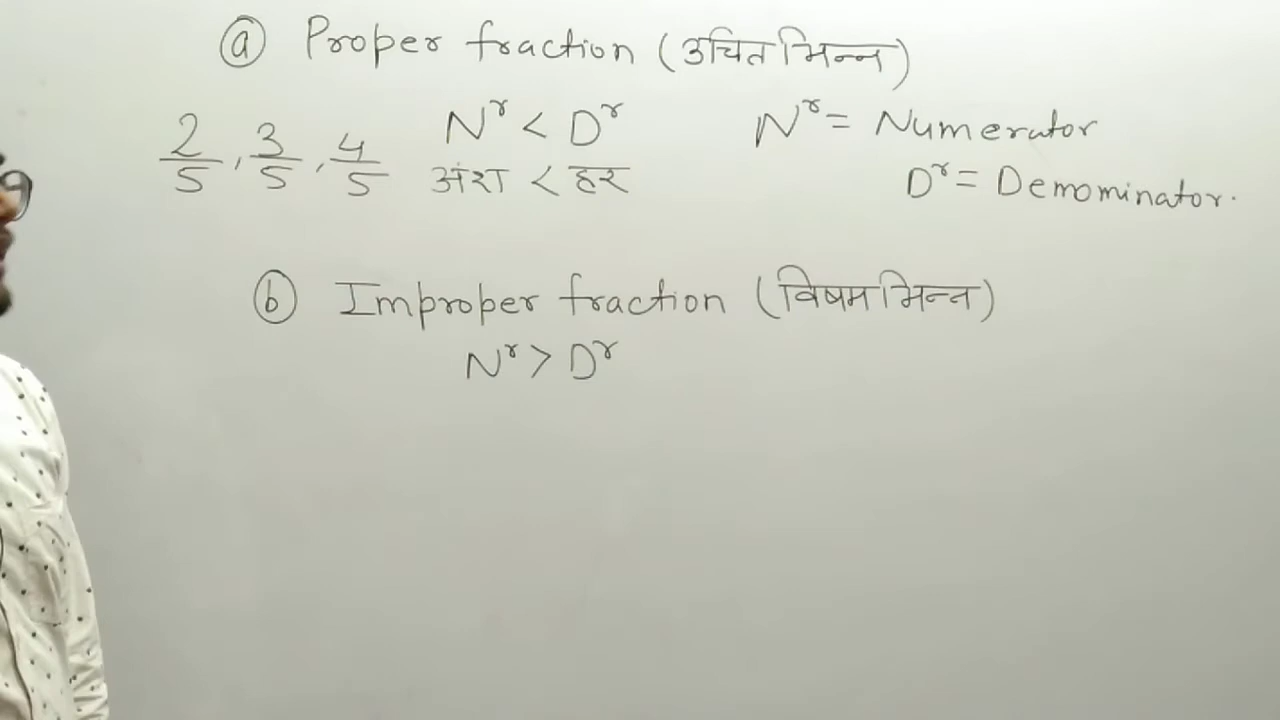 ⓐ Proper fraction (उचित भिन्न)
2/5, 3/5, 4/5 Nʳ < Dʳ Nʳ = Numerator
अंश < हर Dʳ = Demominator.
ⓑ Improper fraction (विषम भिन्न)
Nʳ > Dʳ